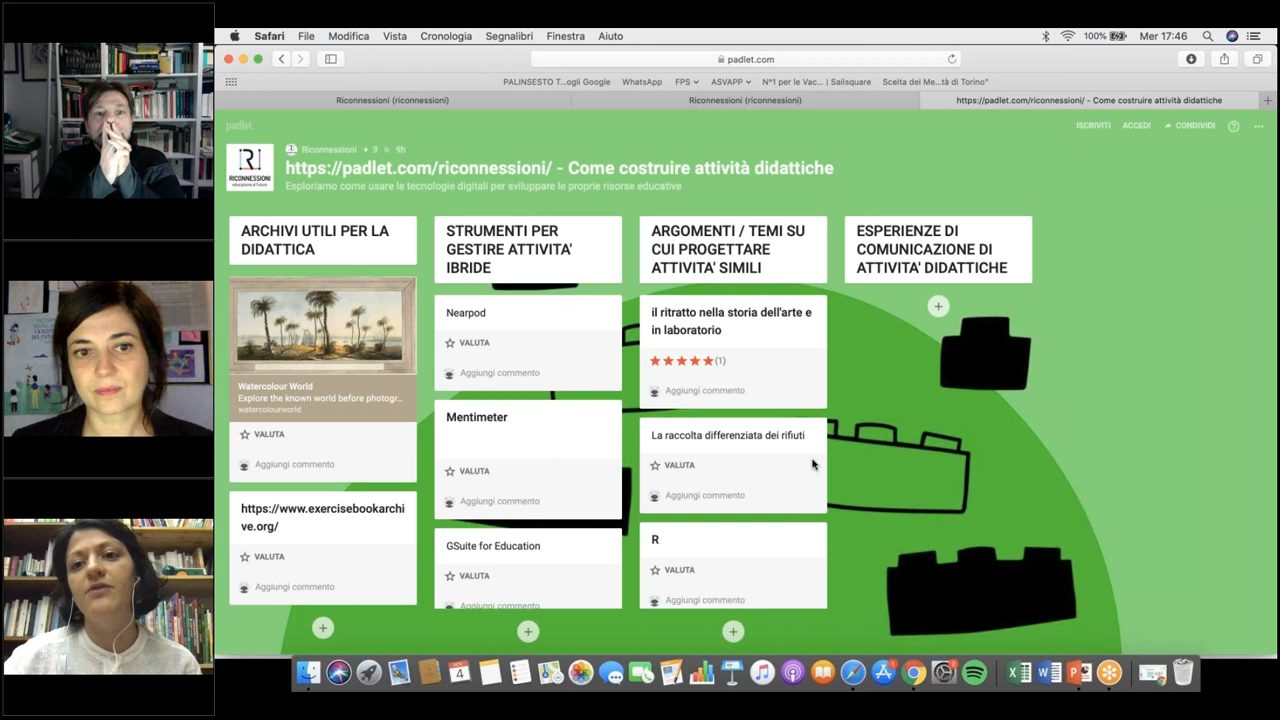 Safari File Modifica Vista Cronologia Segnalibri Finestra Aiuto 100% Mer 17:46
padlet.com
PALINSESTO T...ogli Google WhatsApp FPS ASVAPP N°1 per le Vac... | Sailsquare Scelta del Me...tà di Torino"
Riconnessioni (riconnessioni) Riconnessioni (riconnessioni) https://padlet.com/riconnessioni/ - Come costruire attività didattiche
padlet ISCRIVITI ACCEDI CONDIVIDI
Riconnessioni + 9 9h
RICONNESSIONI
https://padlet.com/riconnessioni/ - Come costruire attività didattiche
Esploriamo come usare le tecnologie digitali per sviluppare le proprie risorse educative
ARCHIVI UTILI PER LA
DIDATTICA
Watercolour World
Explore the known world before photogr...
watercolourworld
VALUTA
Aggiungi commento
https://www.exercisebookarchi
ve.org/
VALUTA
Aggiungi commento
STRUMENTI PER
GESTIRE ATTIVITA'
IBRIDE
Nearpod
VALUTA
Aggiungi commento
Mentimeter
VALUTA
Aggiungi commento
GSuite for Education
VALUTA
Aggiungi commento
ARGOMENTI / TEMI SU
CUI PROGETTARE
ATTIVITA' SIMILI
il ritratto nella storia dell'arte e
in laboratorio
(1)
Aggiungi commento
La raccolta differenziata dei rifiuti
VALUTA
Aggiungi commento
R
VALUTA
Aggiungi commento
ESPERIENZE DI
COMUNICAZIONE DI
ATTIVITA' DIDATTICHE
NOV
4